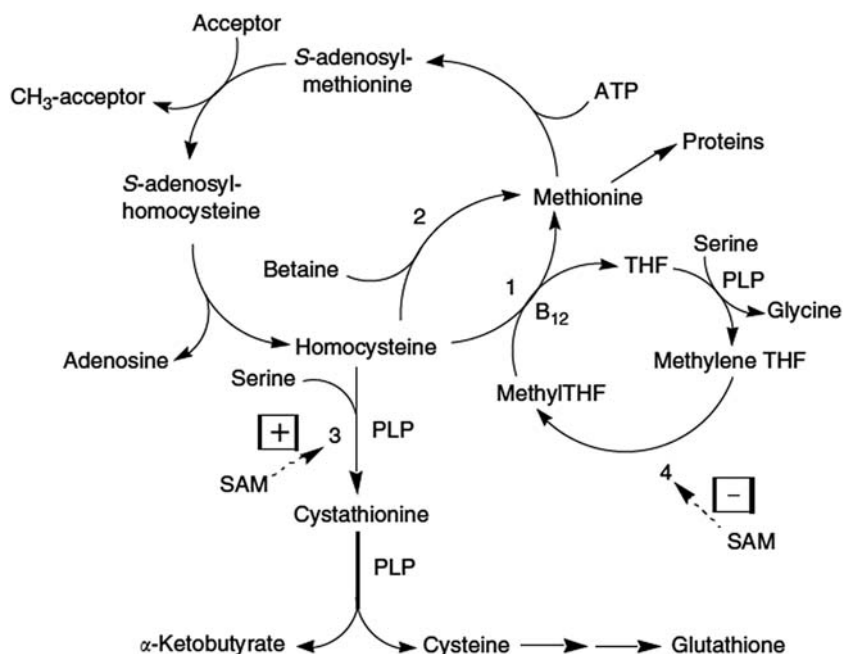 Acceptor
S-adenosyl-
methionine
ATP
CH₃-acceptor
Proteins
S-adenosyl-
homocysteine
Methionine
2
Serine
Betaine
THF
PLP
1
B₁₂
Glycine
Homocysteine
Adenosine
Methylene THF
Serine
MethylTHF
+
3
PLP
SAM
4
−
Cystathionine
SAM
PLP
α-Ketobutyrate
Cysteine
Glutathione